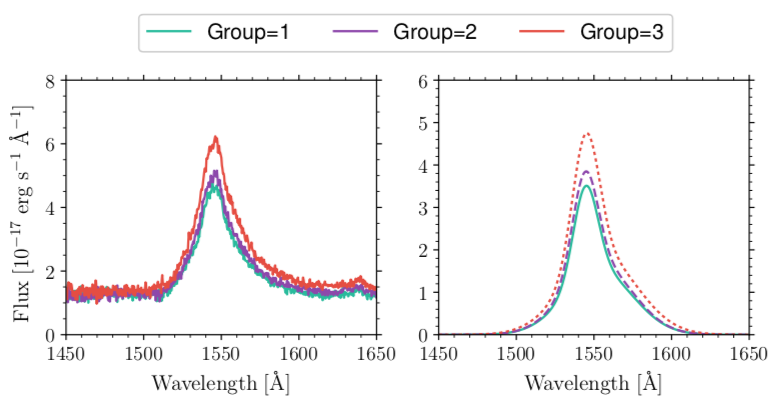 Group=1 Group=2 Group=3
8
6
4
2
0
1450 1500 1550 1600 1650
Wavelength [Å]
Flux [10⁻¹⁷ erg s⁻¹ Å⁻¹]
6
5
4
3
2
1
0
1450 1500 1550 1600 1650
Wavelength [Å]